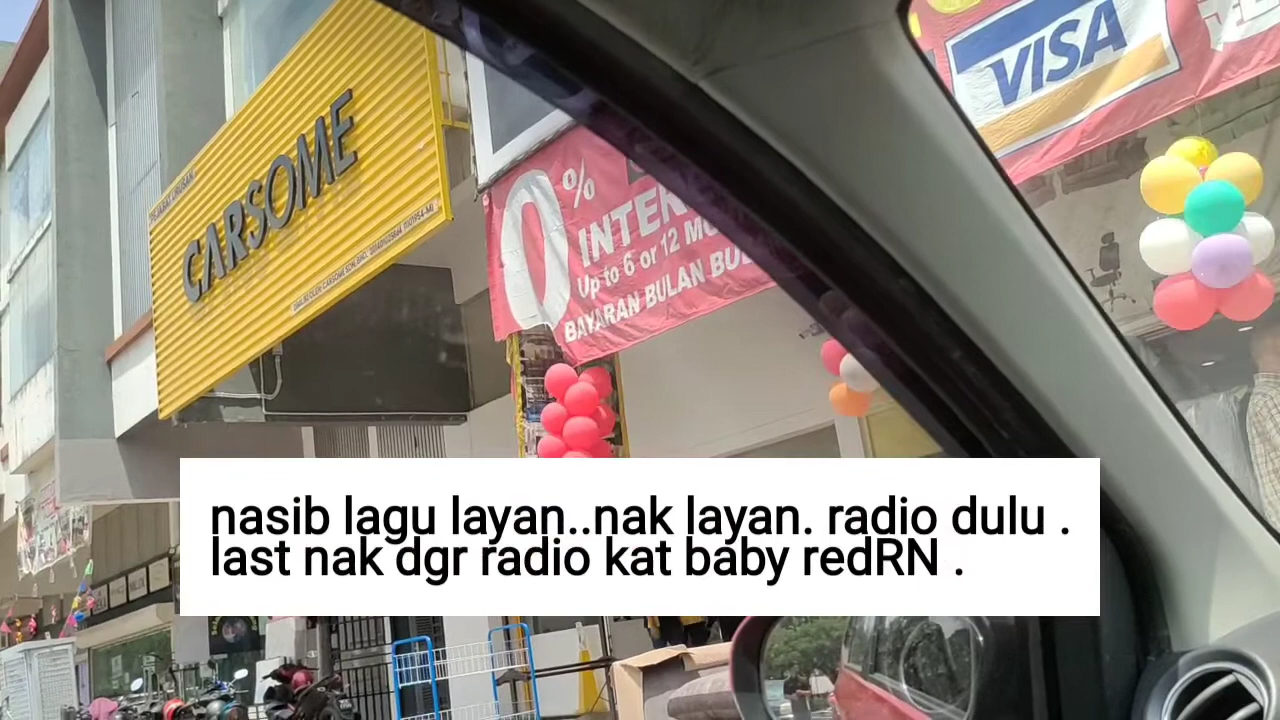 CARSOME
VISA
0%
INTER
Up to 6 or 12 M
BAYARAN BULAN BUL
nasib lagu layan..nak layan. radio dulu .
last nak dgr radio kat baby redRN .